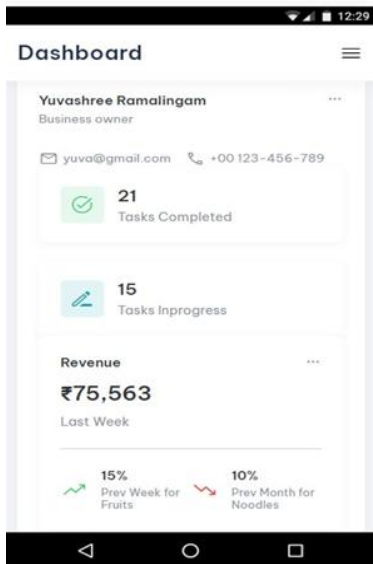 12:29
Dashboard
Yuvashree Ramalingam
Business owner
yuva@gmail.com +00 123-456-789
21
Tasks Completed
15
Tasks Inprogress
Revenue
₹75,563
Last Week
15% 10%
Prev Week for Prev Month for
Fruits Noodles